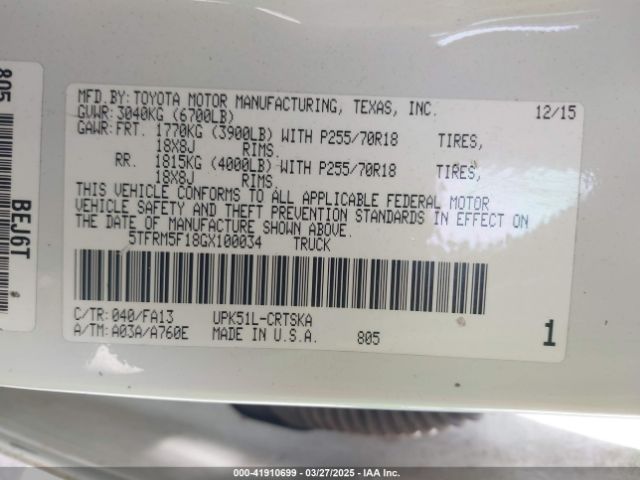 805
BEJ6T
MFD.BY: TOYOTA MOTOR MANUFACTURING, TEXAS, INC. 12/15
GVWR: 3040KG (6700LB)
GAWR: FRT. 1770KG (3900LB) WITH P255/70R18 TIRES,
18X8J RIMS
RR. 1815KG (4000LB) WITH P255/70R18 TIRES,
18X8J RIMS
THIS VEHICLE CONFORMS TO ALL APPLICABLE FEDERAL MOTOR
VEHICLE SAFETY AND THEFT PREVENTION STANDARDS IN EFFECT ON
THE DATE OF MANUFACTURE SHOWN ABOVE.
5TFRM5F18GX100034 TRUCK
C/TR: 040/FA13 UPK51L-CRTSKA
A/TM: A03A/A760E MADE IN U.S.A. 805 1
000-41910699 — 03/27/2025 — IAA Inc.